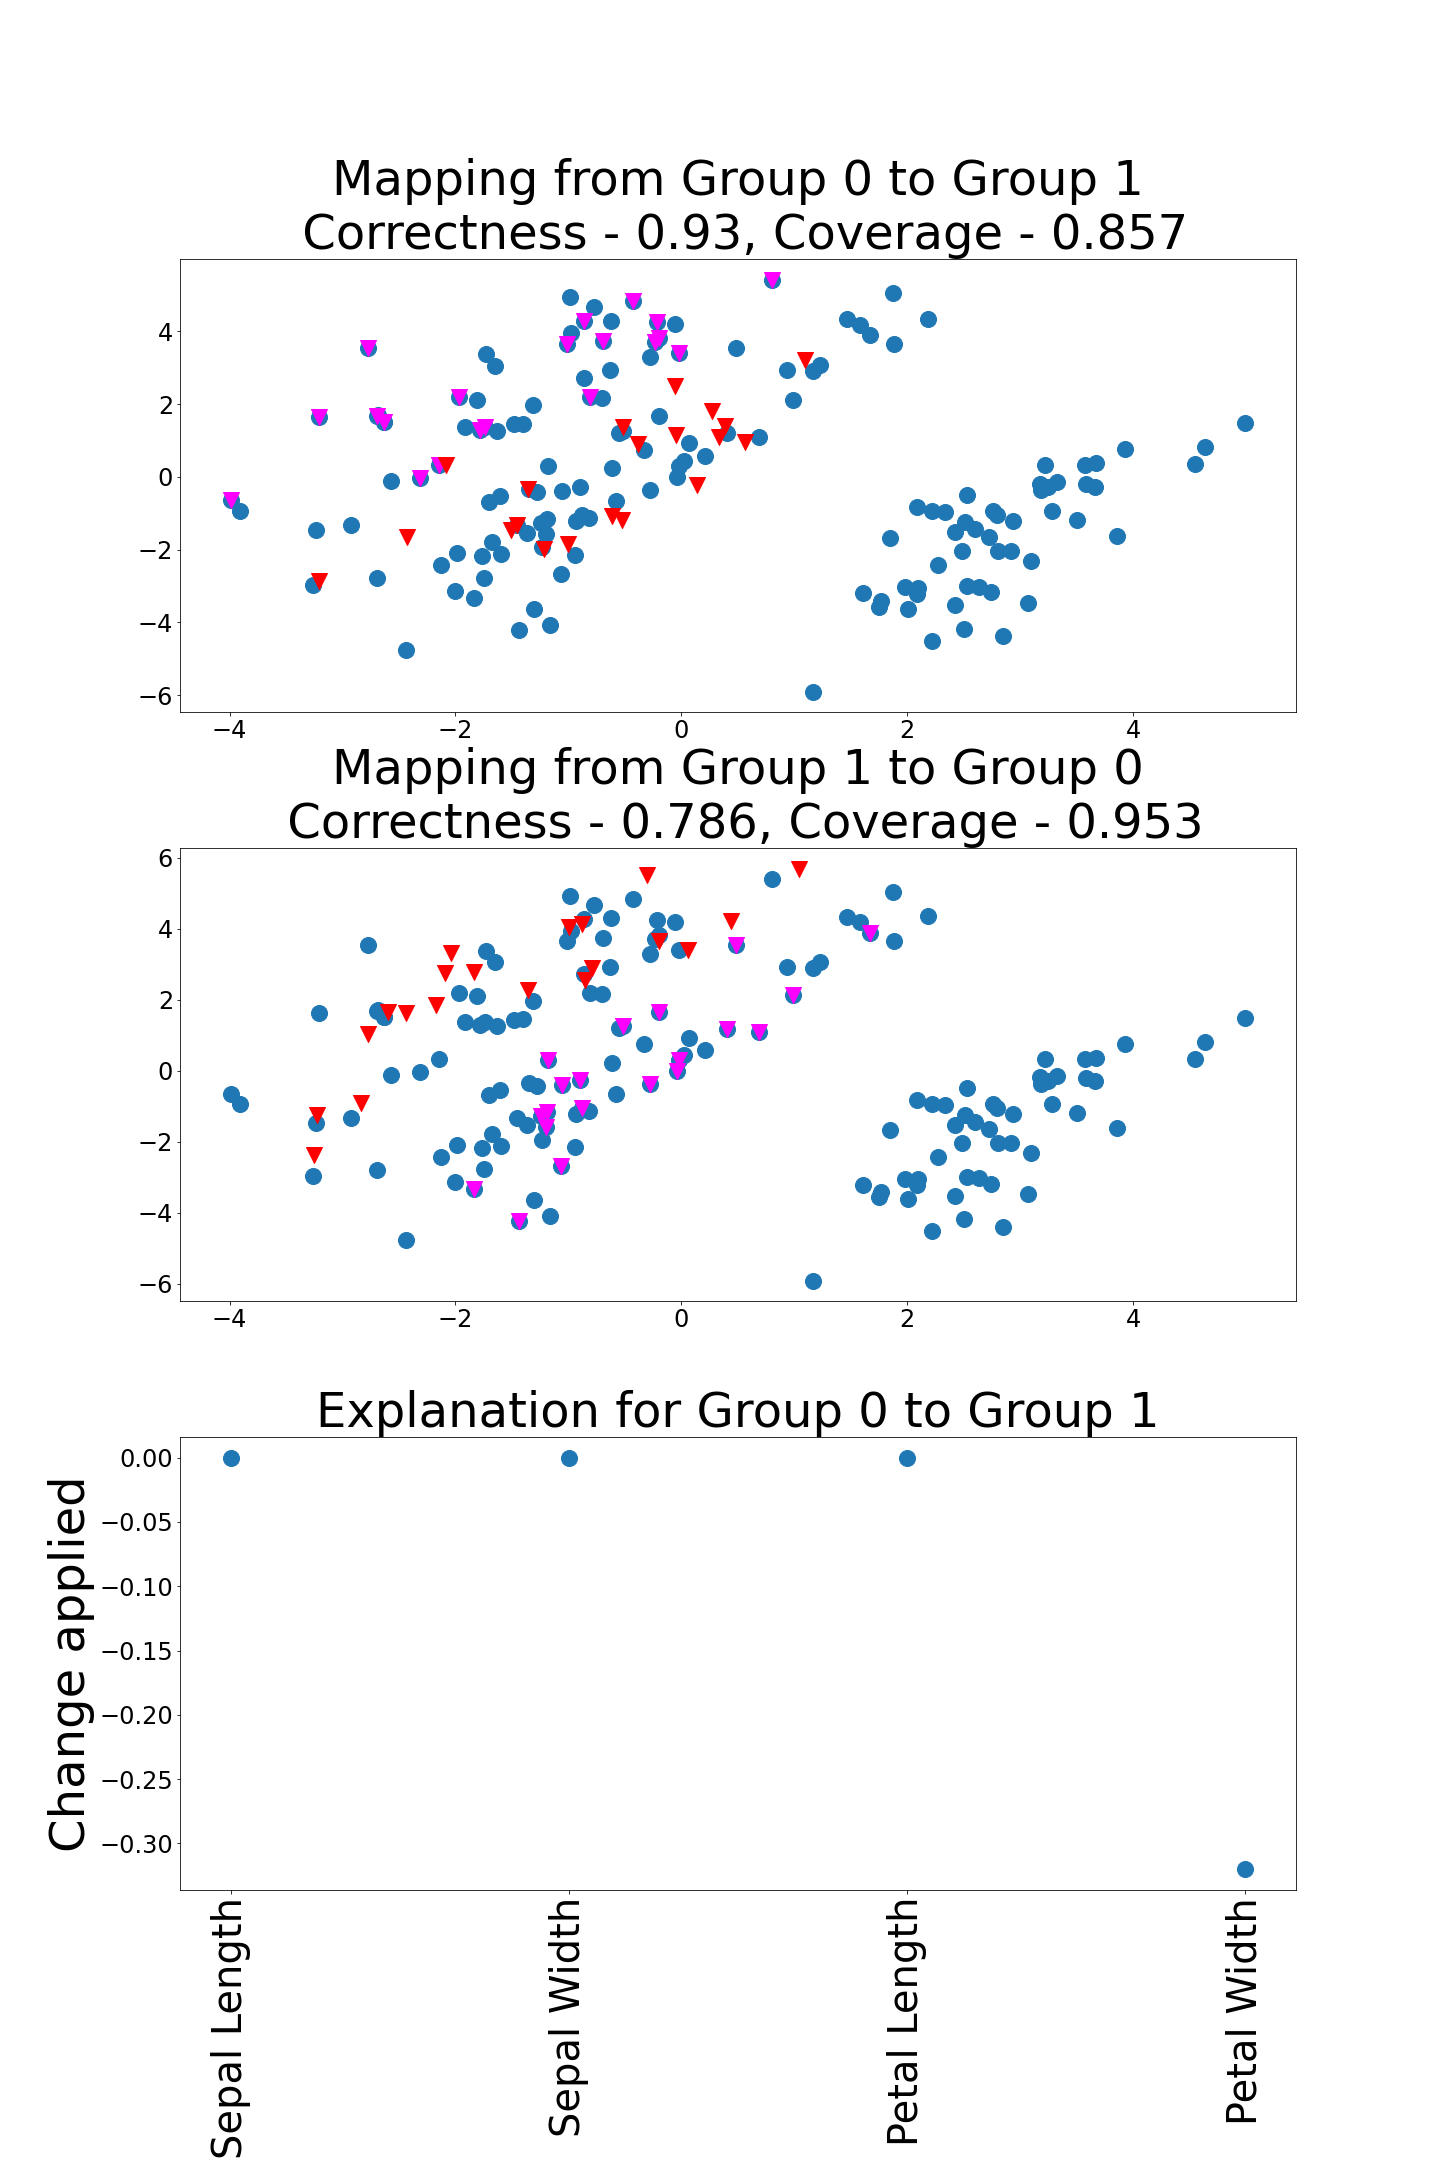 Mapping from Group 0 to Group 1
Correctness - 0.93, Coverage - 0.857
4
2
0
−2
−4
−6
−4 −2 0 2 4
Mapping from Group 1 to Group 0
Correctness - 0.786, Coverage - 0.953
6
4
2
0
−2
−4
−6
−4 −2 0 2 4
Explanation for Group 0 to Group 1
Change applied
0.00
−0.05
−0.10
−0.15
−0.20
−0.25
−0.30
Sepal Length
Sepal Width
Petal Length
Petal Width